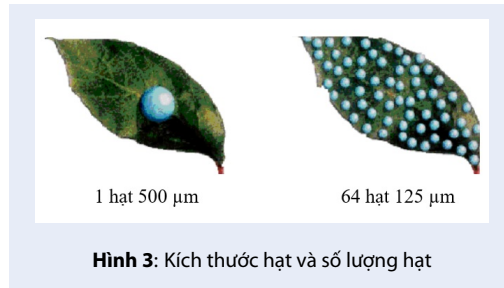 1 hạt 500 µm
64 hạt 125 µm
Hình 3: Kích thước hạt và số lượng hạt